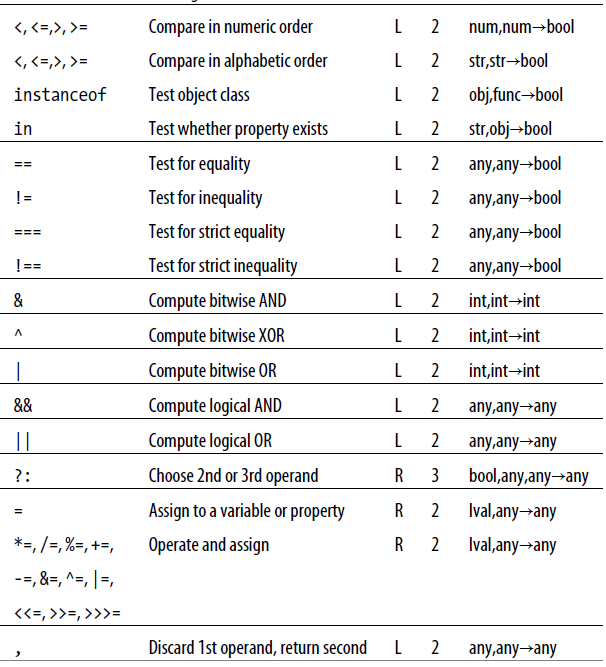 <, <=,>, >= Compare in numeric order L 2 num,num→bool
<, <=,>, >= Compare in alphabetic order L 2 str,str→bool
instanceof Test object class L 2 obj,func→bool
in Test whether property exists L 2 str,obj→bool
== Test for equality L 2 any,any→bool
!= Test for inequality L 2 any,any→bool
=== Test for strict equality L 2 any,any→bool
!== Test for strict inequality L 2 any,any→bool
& Compute bitwise AND L 2 int,int→int
^ Compute bitwise XOR L 2 int,int→int
| Compute bitwise OR L 2 int,int→int
&& Compute logical AND L 2 any,any→any
|| Compute logical OR L 2 any,any→any
?: Choose 2nd or 3rd operand R 3 bool,any,any→any
= Assign to a variable or property R 2 lval,any→any
*=, /=, %=, +=, Operate and assign R 2 lval,any→any
-=, &=, ^=, |=,
<<=, >>=, >>>=
, Discard 1st operand, return second L 2 any,any→any